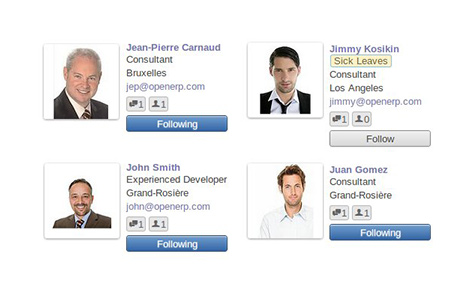 Jean-Pierre Carnaud
Consultant
Bruxelles
jep@openerp.com
1 1
Following
Jimmy Kosikin
Sick Leaves
Consultant
Los Angeles
jimmy@openerp.com
1 0
Follow
John Smith
Experienced Developer
Grand-Rosière
john@openerp.com
1 1
Following
Juan Gomez
Consultant
Grand-Rosière
1 1
Following